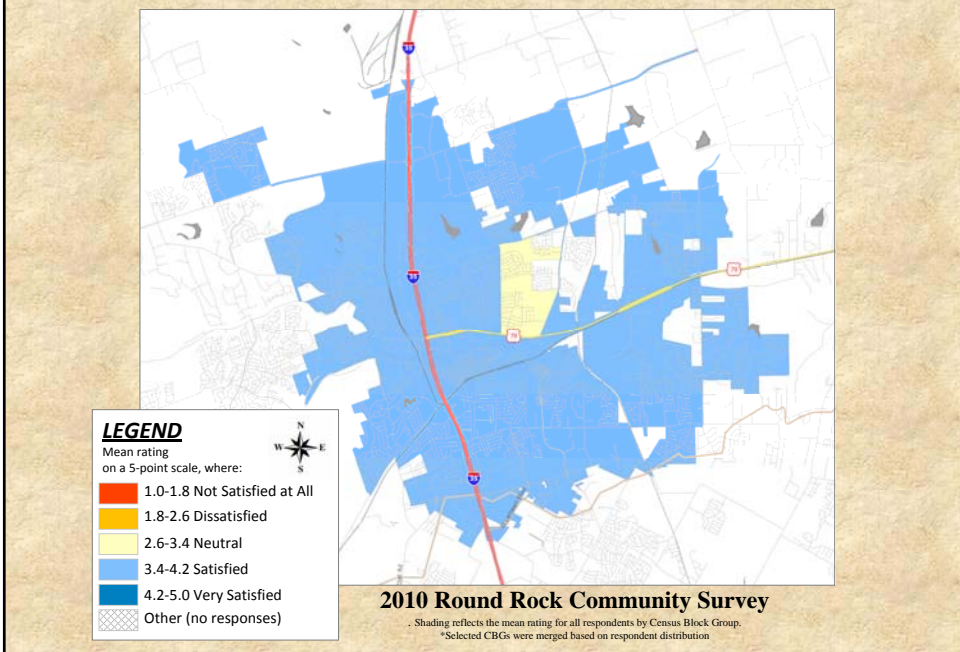 35
79
35
79
35
LEGEND
Mean rating
on a 5-point scale, where:
N
W E
S
1.0-1.8 Not Satisfied at All
1.8-2.6 Dissatisfied
2.6-3.4 Neutral
3.4-4.2 Satisfied
4.2-5.0 Very Satisfied
Other (no responses)
2010 Round Rock Community Survey
. Shading reflects the mean rating for all respondents by Census Block Group.
*Selected CBGs were merged based on respondent distribution